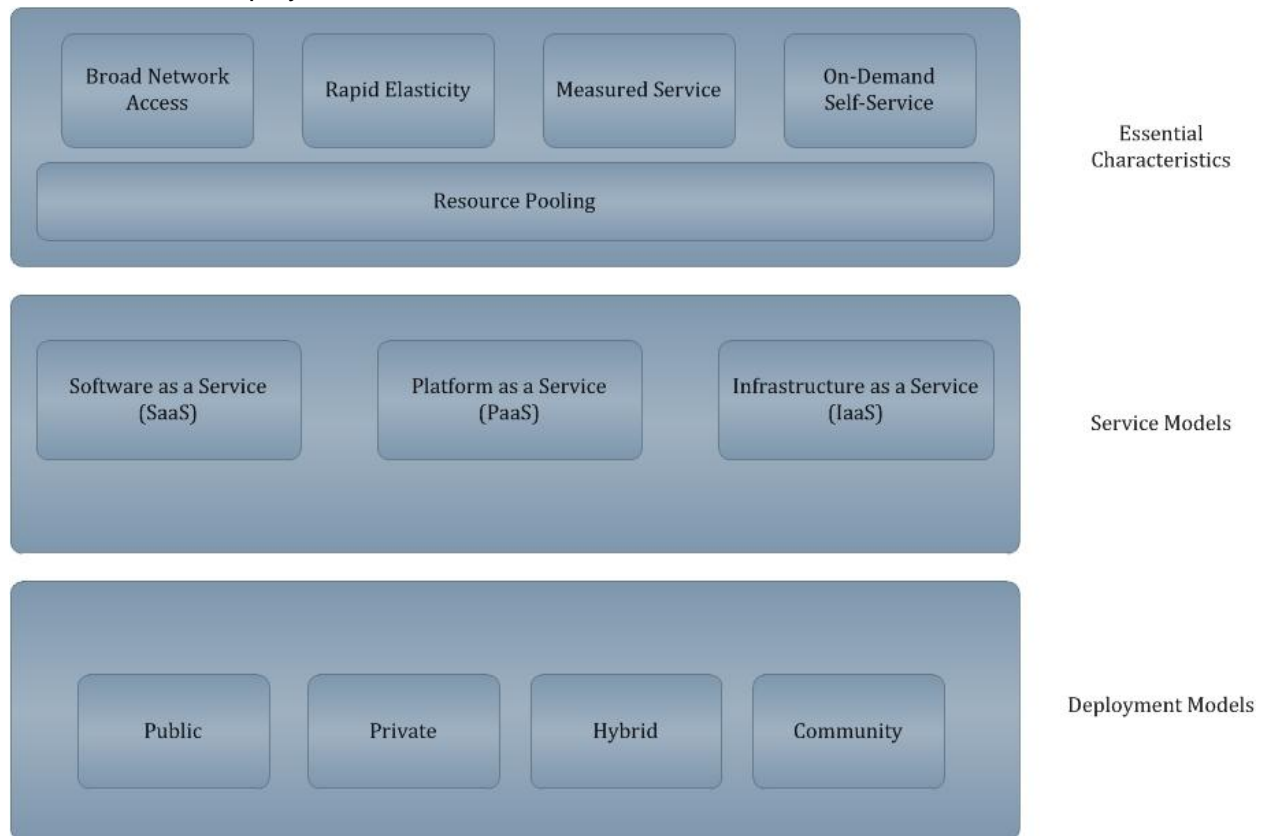 Broad Network
Access
Rapid Elasticity
Measured Service
On-Demand
Self-Service
Resource Pooling
Essential
Characteristics
Software as a Service
(SaaS)
Platform as a Service
(PaaS)
Infrastructure as a Service
(IaaS)
Service Models
Public
Private
Hybrid
Community
Deployment Models